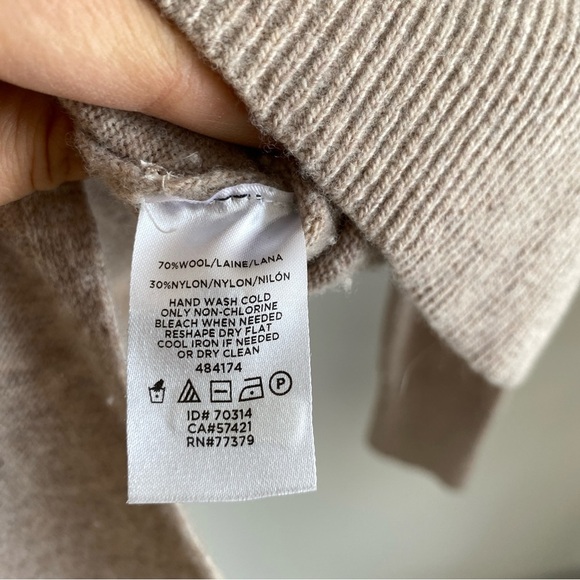 70%WOOL/LAINE/LANA
30%NYLON/NYLON/NILÓN
HAND WASH COLD
ONLY NON-CHLORINE
BLEACH WHEN NEEDED
RESHAPE DRY FLAT
COOL IRON IF NEEDED
OR DRY CLEAN
484174
P
ID# 70314
CA#57421
RN#77379